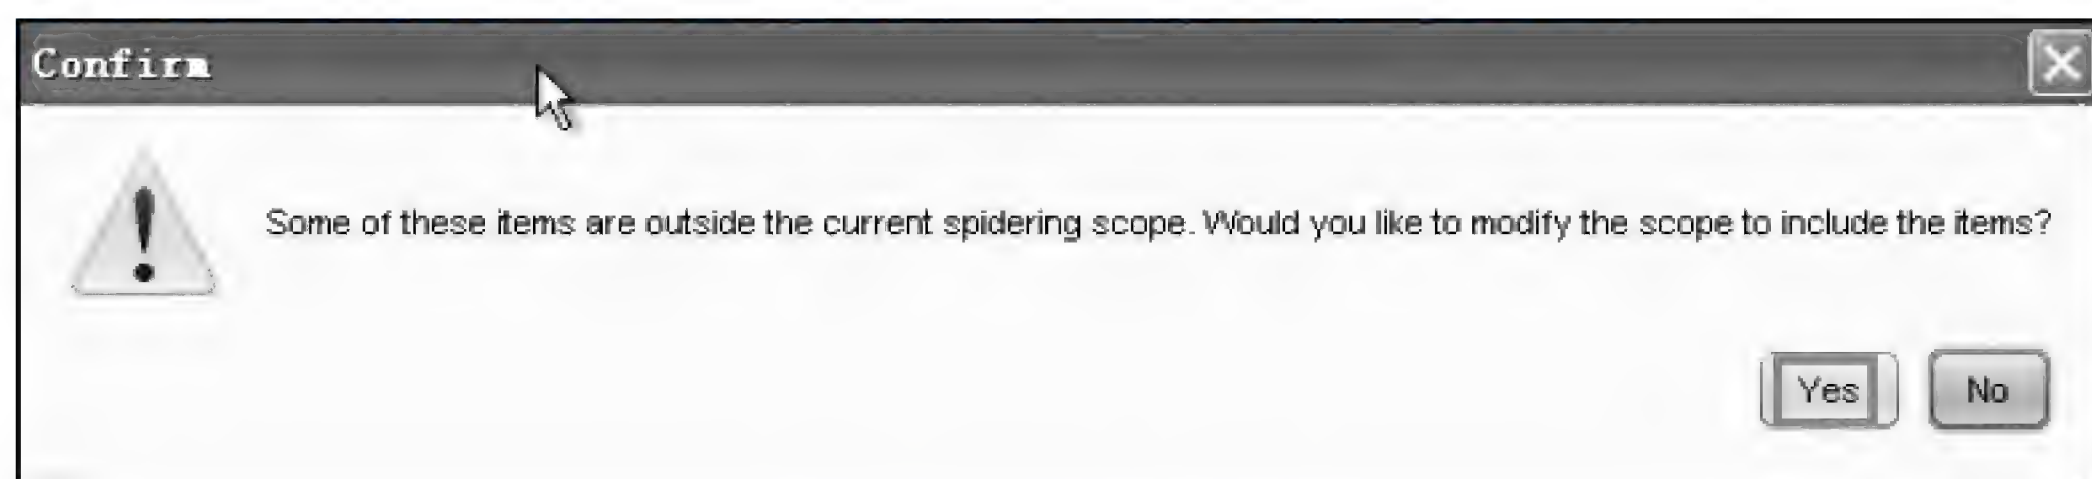 Confirm
Some of these items are outside the current spidering scope. Would you like to modify the scope to include the items?
Yes No